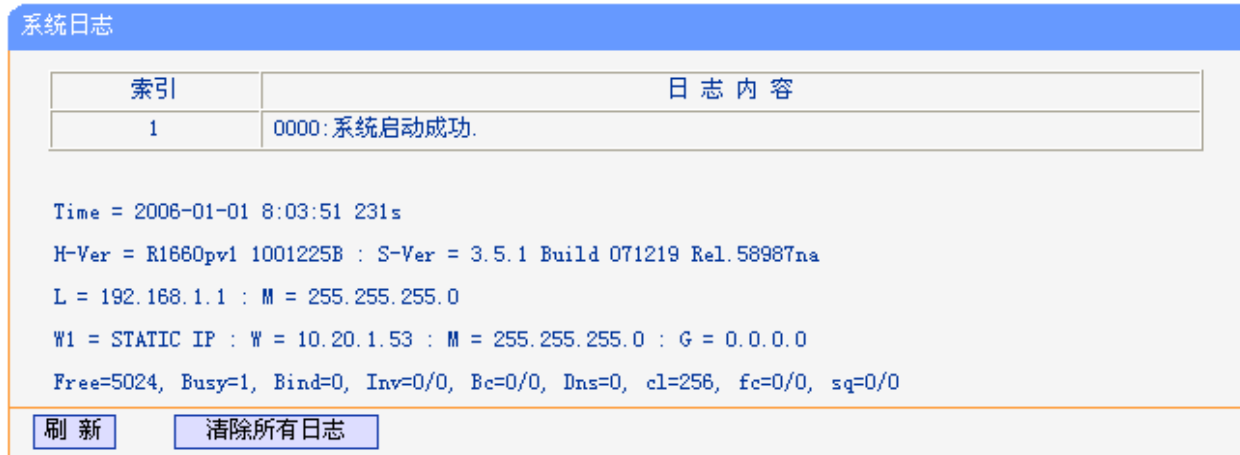 系统日志
索引 日 志 内 容
1 0000:系统启动成功.
Time = 2006-01-01 8:03:51 231s
H-Ver = R1660pv1 1001225B : S-Ver = 3.5.1 Build 071219 Rel.58987na
L = 192.168.1.1 : M = 255.255.255.0
W1 = STATIC IP : W = 10.20.1.53 : M = 255.255.255.0 : G = 0.0.0.0
Free=5024, Busy=1, Bind=0, Inv=0/0, Bc=0/0, Dns=0, cl=256, fc=0/0, sq=0/0
刷 新 清除所有日志